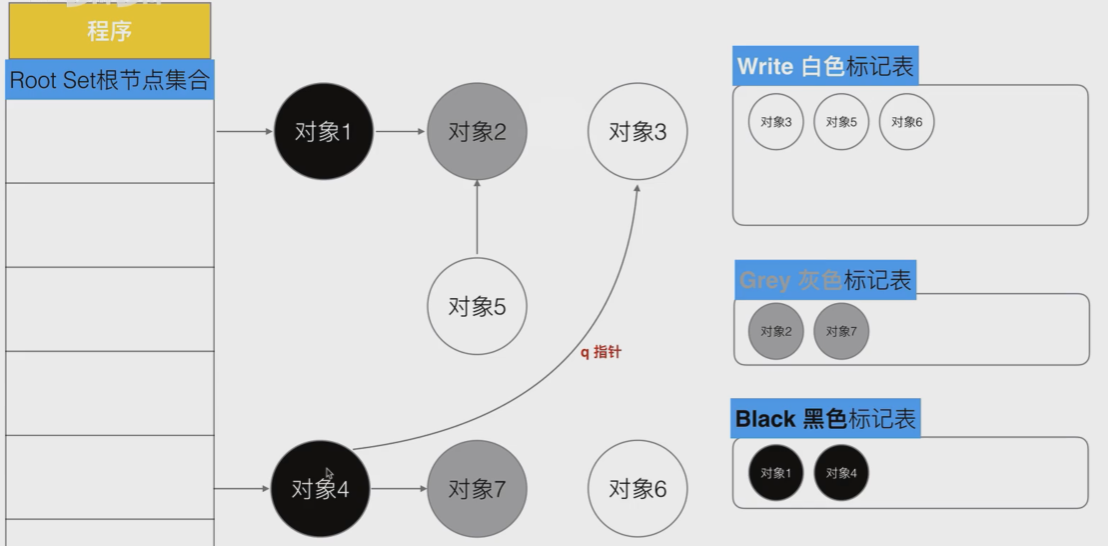 程序
Root Set根节点集合
对象1
对象2
对象3
对象5
q 指针
对象4
对象7
对象6
Write 白色标记表
对象3
对象5
对象6
Grey 灰色标记表
对象2
对象7
Black 黑色标记表
对象1
对象4